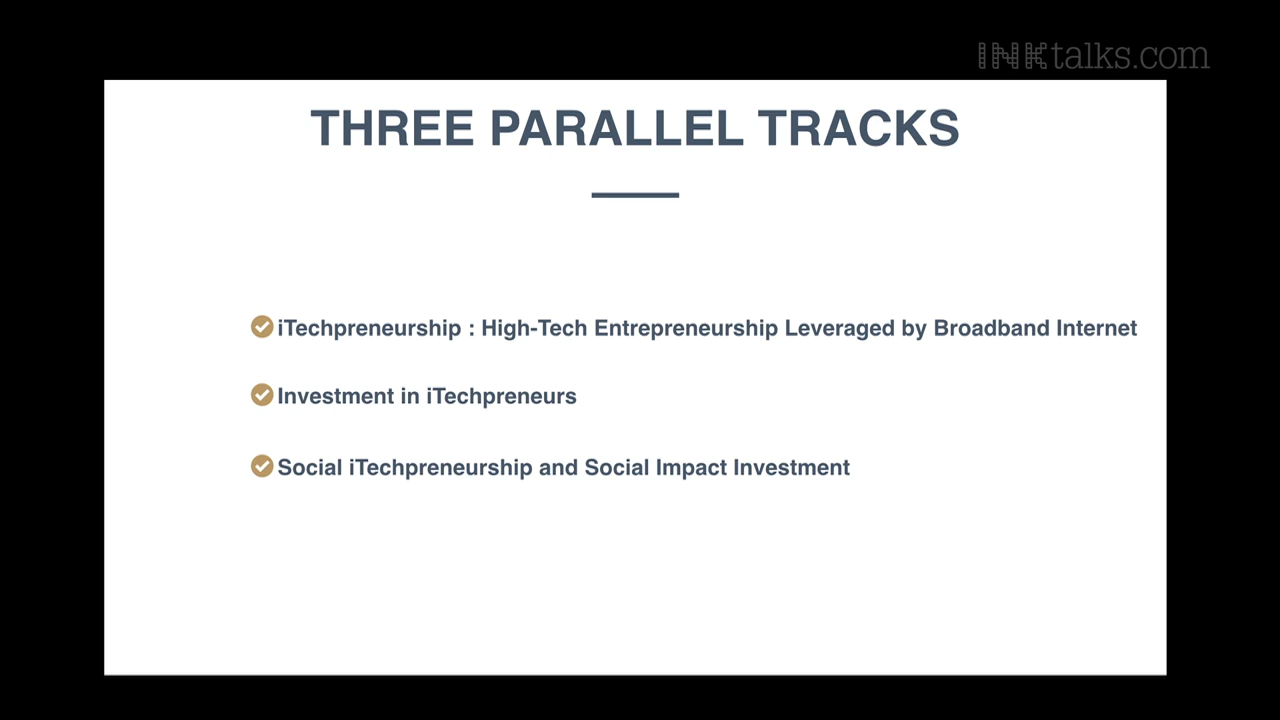 INKtalks.com
THREE PARALLEL TRACKS
iTechpreneurship : High-Tech Entrepreneurship Leveraged by Broadband Internet
Investment in iTechpreneurs
Social iTechpreneurship and Social Impact Investment